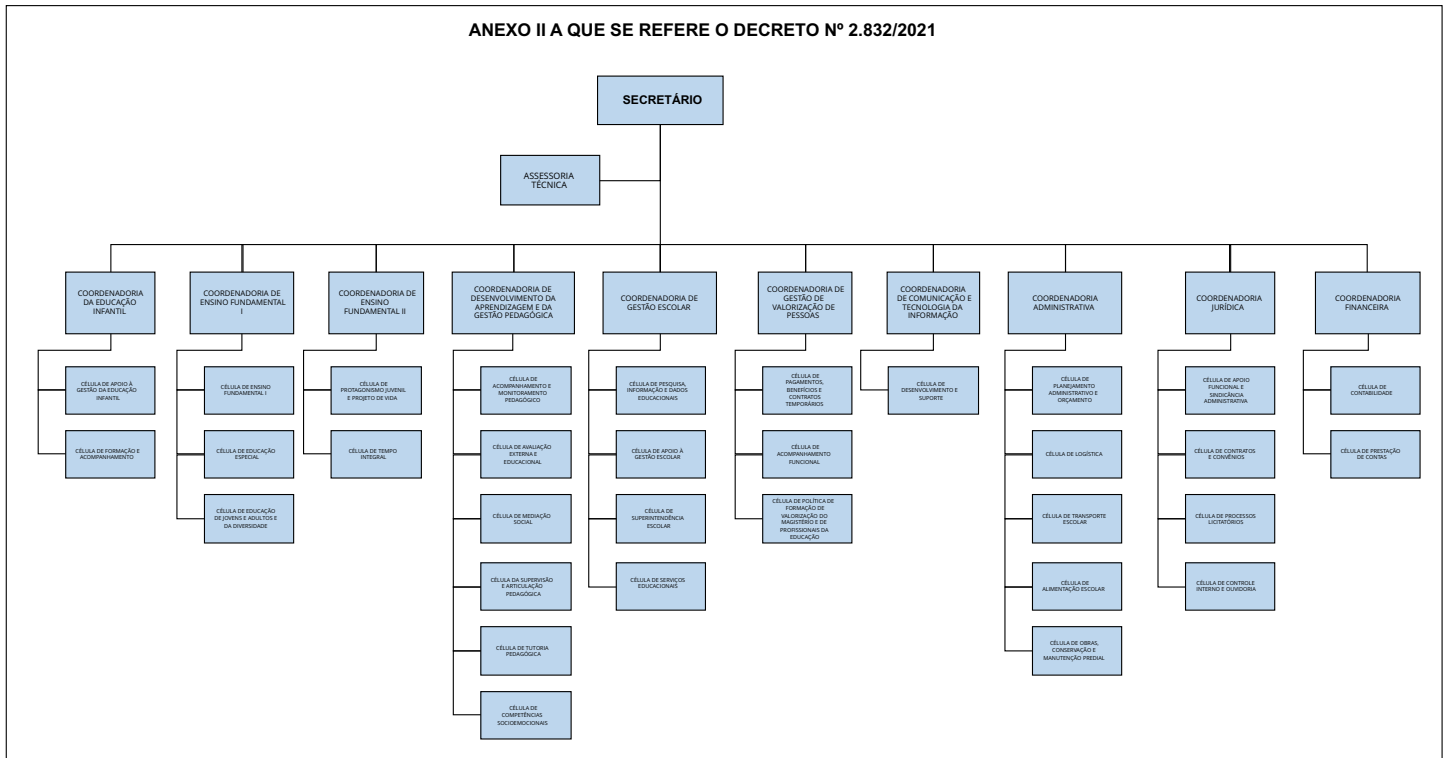 ANEXO II A QUE SE REFERE O DECRETO Nº 2.832/2021
SECRETÁRIO
ASSESSORIA
TÉCNICA
COORDENADORIA
DA EDUCAÇÃO
INFANTIL
COORDENADORIA DE
ENSINO FUNDAMENTAL
I
COORDENADORIA DE
ENSINO
FUNDAMENTAL II
COORDENADORIA DE
DESENVOLVIMENTO DA
APRENDIZAGEM E DA
GESTÃO PEDAGÓGICA
COORDENADORIA DE
GESTÃO ESCOLAR
COORDENADORIA DE
GESTÃO DE
VALORIZAÇÃO DE
PESSOAS
COORDENADORIA
DE COMUNICAÇÃO E
TECNOLOGIA DA
INFORMAÇÃO
COORDENADORIA
ADMINISTRATIVA
COORDENADORIA
JURÍDICA
COORDENADORIA
FINANCEIRA
CÉLULA DE APOIO À
GESTÃO DA EDUCAÇÃO
INFANTIL
CÉLULA DE FORMAÇÃO E
ACOMPANHAMENTO
CÉLULA DE ENSINO
FUNDAMENTAL I
CÉLULA DE EDUCAÇÃO
ESPECIAL
CÉLULA DE EDUCAÇÃO
DE JOVENS E ADULTOS E
DA DIVERSIDADE
CÉLULA DE
PROTAGONISMO JUVENIL
E PROJETO DE VIDA
CÉLULA DE TEMPO
INTEGRAL
CÉLULA DE
ACOMPANHAMENTO E
MONITORAMENTO
PEDAGÓGICO
CÉLULA DE AVALIAÇÃO
EXTERNA E
EDUCACIONAL
CÉLULA DE MEDIAÇÃO
SOCIAL
CÉLULA DA SUPERVISÃO
E ARTICULAÇÃO
PEDAGÓGICA
CÉLULA DE TUTORIA
PEDAGÓGICA
CÉLULA DE
COMPETÊNCIAS
SOCIOEMOCIONAIS
CÉLULA DE PESQUISA,
INFORMAÇÃO E DADOS
EDUCACIONAIS
CÉLULA DE APOIO À
GESTÃO ESCOLAR
CÉLULA DE
SUPERINTENDÊNCIA
ESCOLAR
CÉLULA DE SERVIÇOS
EDUCACIONAIS
CÉLULA DE
PAGAMENTOS,
BENEFÍCIOS E
CONTRATOS
TEMPORÁRIOS
CÉLULA DE
ACOMPANHAMENTO
FUNCIONAL
CÉLULA DE POLÍTICA DE
FORMAÇÃO DE
VALORIZAÇÃO DO
MAGISTÉRIO E DE
PROFISSIONAIS DA
EDUCAÇÃO
CÉLULA DE
DESENVOLVIMENTO E
SUPORTE
CÉLULA DE
PLANEJAMENTO
ADMINISTRATIVO E
ORÇAMENTO
CÉLULA DE LOGÍSTICA
CÉLULA DE TRANSPORTE
ESCOLAR
CÉLULA DE
ALIMENTAÇÃO ESCOLAR
CÉLULA DE OBRAS,
CONSERVAÇÃO E
MANUTENÇÃO PREDIAL
CÉLULA DE APOIO
FUNCIONAL E
SINDICÂNCIA
ADMINISTRATIVA
CÉLULA DE CONTRATOS
E CONVÊNIOS
CÉLULA DE PROCESSOS
LICITATÓRIOS
CÉLULA DE CONTROLE
INTERNO E OUVIDORIA
CÉLULA DE
CONTABILIDADE
CÉLULA DE PRESTAÇÃO
DE CONTAS